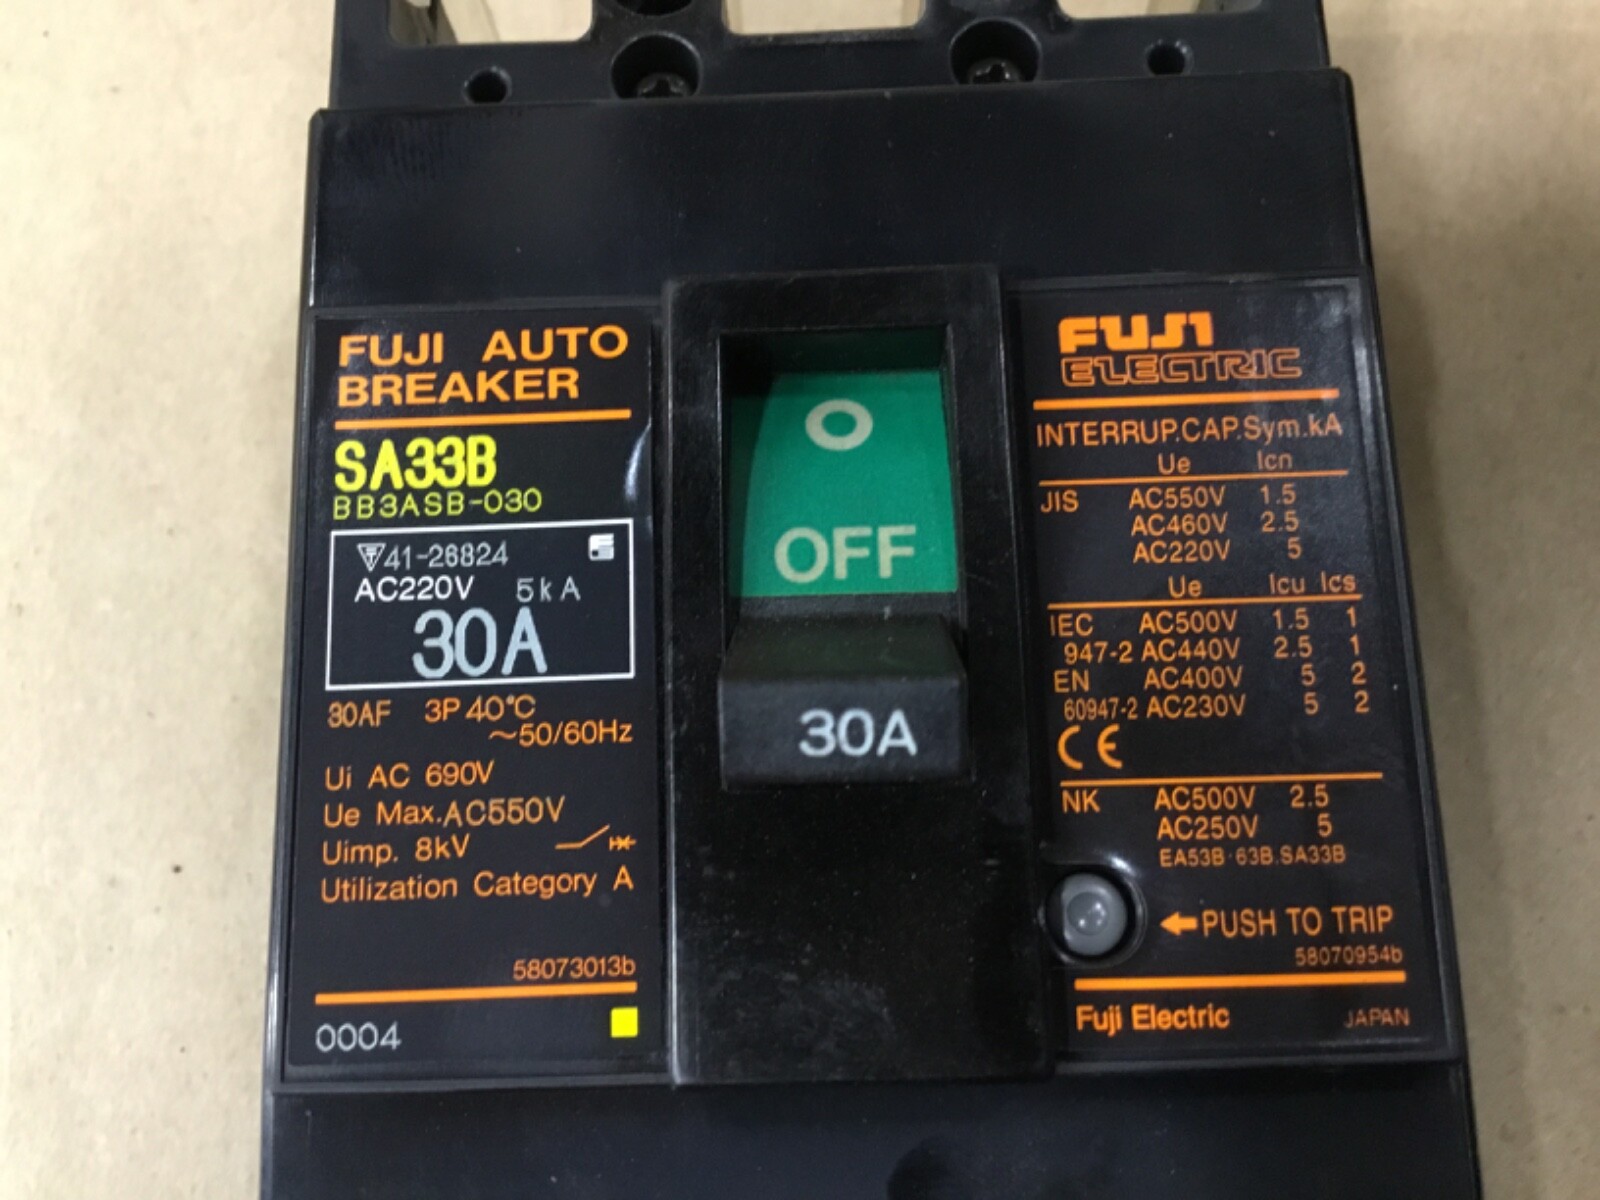 FUJI AUTO
BREAKER
SA33B
BB3ASB-030
41-26824
AC220V 5kA
30A
30AF 3P 40°C
~50/60Hz
Ui AC 690V
Ue Max. AC550V
Uimp. 8kV
Utilization Category A
58073013b
0004
O
OFF
30A
FUJI
ELECTRIC
INTERRUP.CAP.Sym.kA
Ue Icn
JIS AC550V 1.5
AC460V 2.5
AC220V 5
Ue Icu Ics
IEC AC500V 1.5 1
947-2 AC440V 2.5 1
EN AC400V 5 2
60947-2 AC230V 5 2
CE
NK AC500V 2.5
AC250V 5
EA53B·63B.SA33B
←PUSH TO TRIP
58070954b
Fuji Electric JAPAN